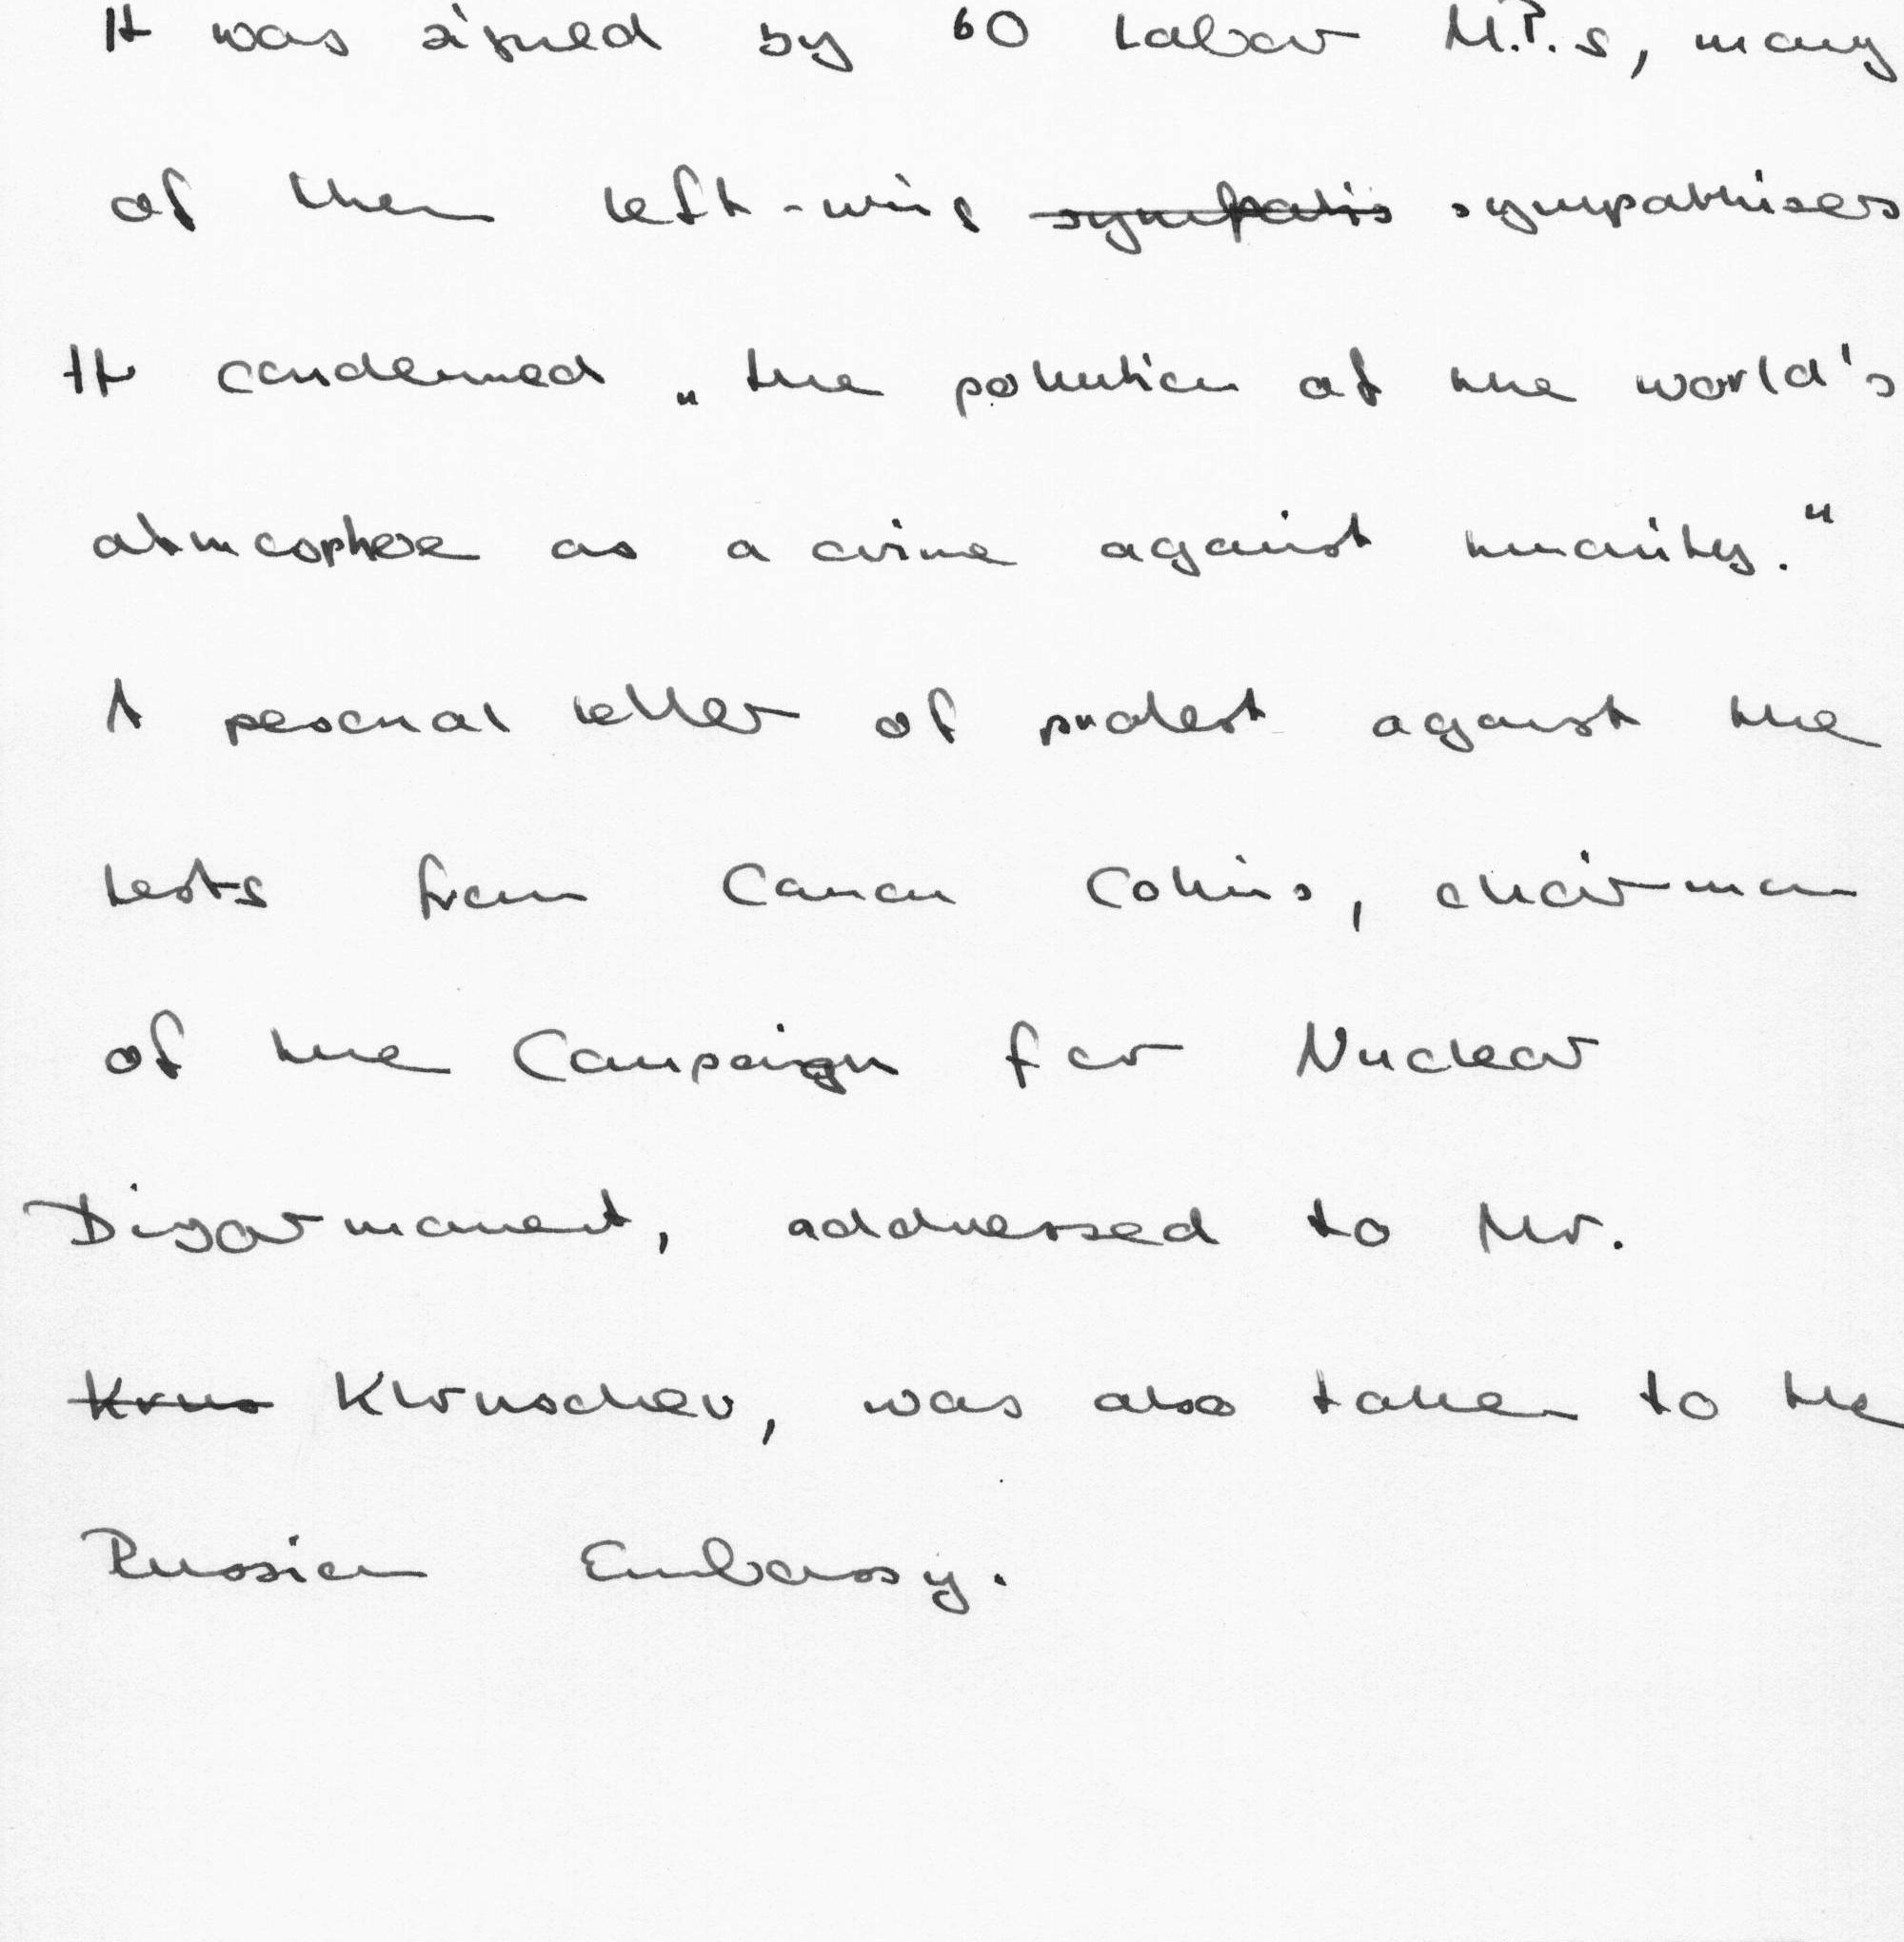 It was signed by 60 Labour M.P.s, many
of them left-wing sympatis sympathisers
It condemned „the pollution of the world's
atmosphere as a crime against humanity."
A personal letter of protest against the
tests from Canon Collins, chairman
of the Campaign for Nuclear
Disarmament, addressed to Mr.
Krus Khruschev, was also taken to the
Russian Embassy.